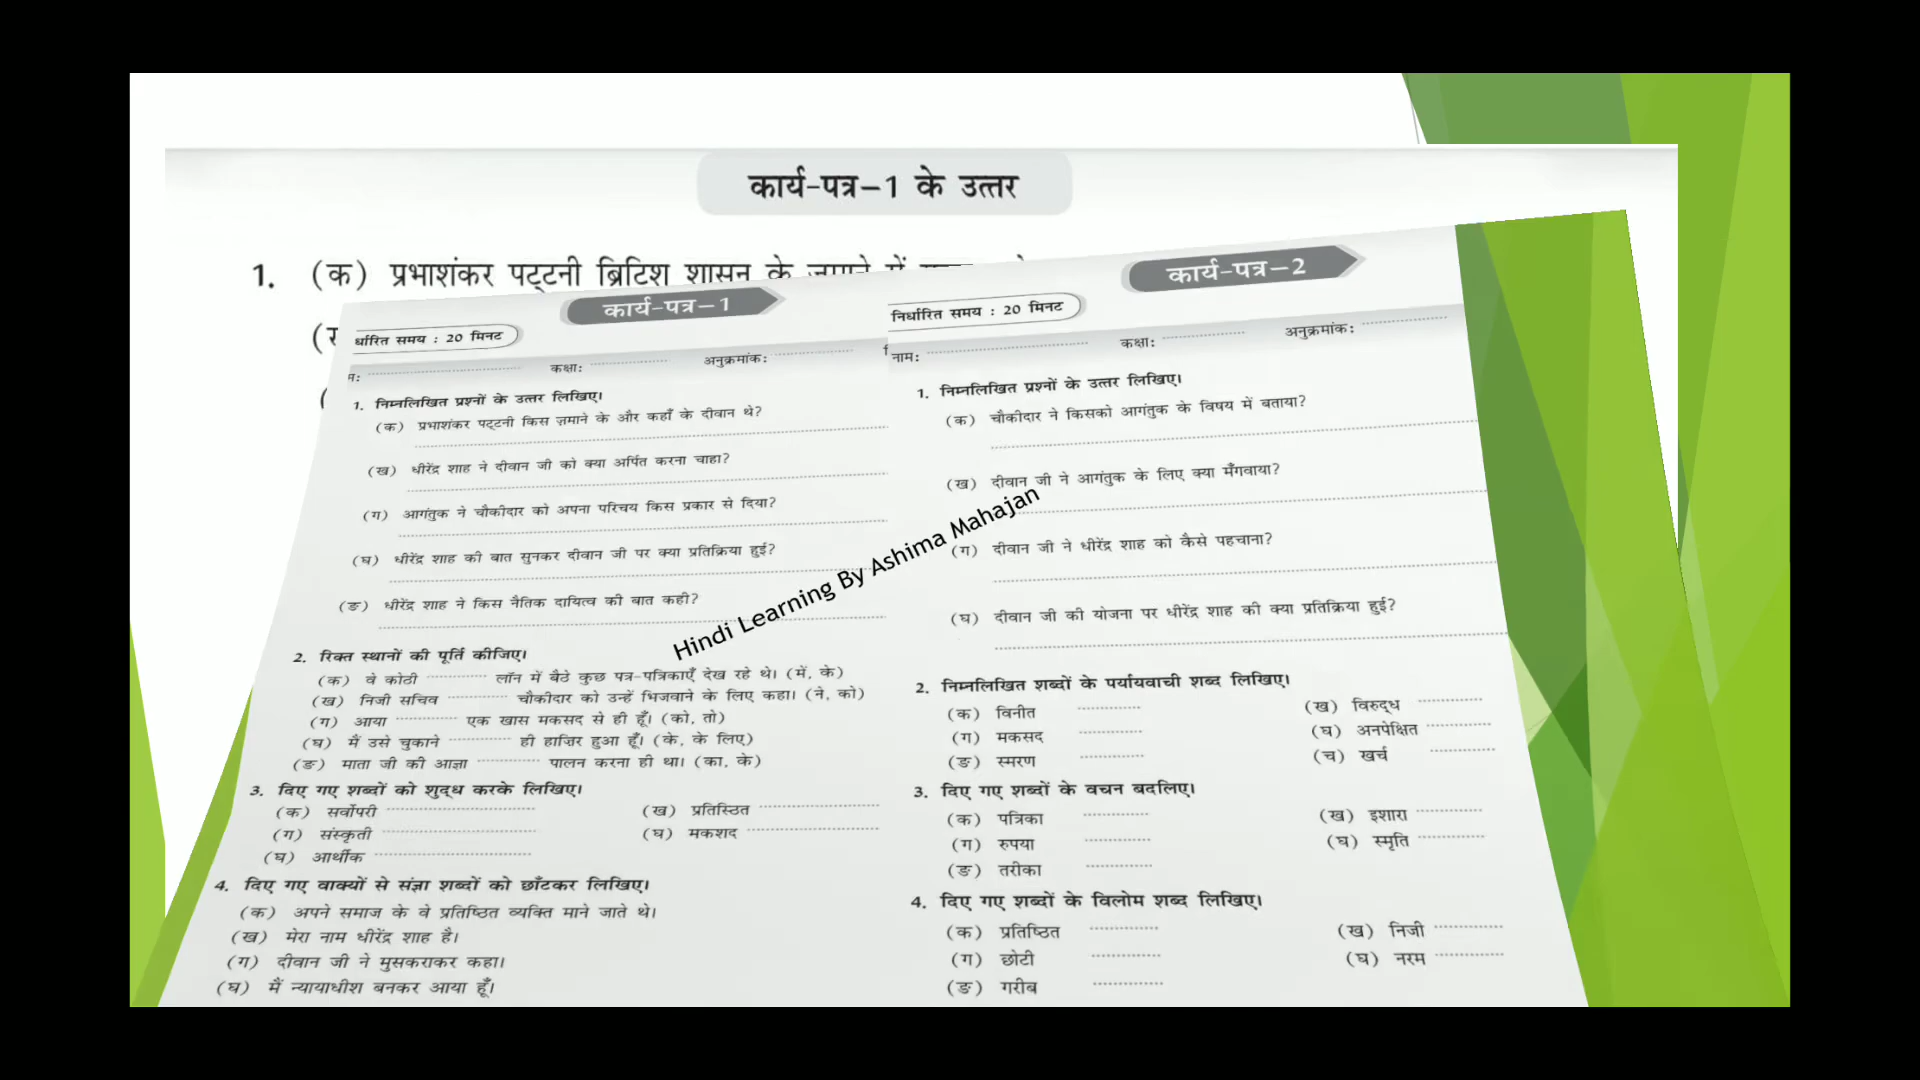 कार्य-पत्र–1 के उत्तर
1. (क) प्रभाशंकर पट्टनी ब्रिटिश शासन के ज़माने में
कार्य-पत्र–1
र्धारित समय : 20 मिनट
म: कक्षा: अनुक्रमांक:
1. निम्नलिखित प्रश्नों के उत्तर लिखिए।
(क) प्रभाशंकर पट्टनी किस ज़माने के और कहाँ के दीवान थे?
(ख) धीरेंद्र शाह ने दीवान जी को क्या अर्पित करना चाहा?
(ग) आगंतुक ने चौकीदार को अपना परिचय किस प्रकार से दिया?
(घ) धीरेंद्र शाह की बात सुनकर दीवान जी पर क्या प्रतिक्रिया हुई?
(ङ) धीरेंद्र शाह ने किस नैतिक दायित्व की बात कही?
2. रिक्त स्थानों की पूर्ति कीजिए।
(क) वे कोठी ............ लॉन में बैठे कुछ पत्र-पत्रिकाएँ देख रहे थे। (में, के)
(ख) निजी सचिव ............ चौकीदार को उन्हें भिजवाने के लिए कहा। (ने, को)
(ग) आया ............ एक खास मकसद से ही हूँ। (को, तो)
(घ) मैं उसे चुकाने ............ ही हाज़िर हुआ हूँ। (के, के लिए)
(ङ) माता जी की आज्ञा ............ पालन करना ही था। (का, के)
3. दिए गए शब्दों को शुद्ध करके लिखिए।
(क) सर्वोपरी ............ (ख) प्रतिस्ठित ............
(ग) संस्कृती ............ (घ) मकशद ............
(घ) आर्थीक ............
4. दिए गए वाक्यों से संज्ञा शब्दों को छाँटकर लिखिए।
(क) अपने समाज के वे प्रतिष्ठित व्यक्ति माने जाते थे।
(ख) मेरा नाम धीरेंद्र शाह है।
(ग) दीवान जी ने मुसकराकर कहा।
(घ) मैं न्यायाधीश बनकर आया हूँ।
कार्य-पत्र–2
निर्धारित समय : 20 मिनट
नाम: कक्षा: अनुक्रमांक:
1. निम्नलिखित प्रश्नों के उत्तर लिखिए।
(क) चौकीदार ने किसको आगंतुक के विषय में बताया?
(ख) दीवान जी ने आगंतुक के लिए क्या मँगवाया?
(ग) दीवान जी ने धीरेंद्र शाह को कैसे पहचाना?
(घ) दीवान जी की योजना पर धीरेंद्र शाह की क्या प्रतिक्रिया हुई?
2. निम्नलिखित शब्दों के पर्यायवाची शब्द लिखिए।
(क) विनीत ............ (ख) विरुद्ध ............
(ग) मकसद ............ (घ) अनपेक्षित ............
(ङ) स्मरण ............ (च) खर्च ............
3. दिए गए शब्दों के वचन बदलिए।
(क) पत्रिका ............ (ख) इशारा ............
(ग) रुपया ............ (घ) स्मृति ............
(ङ) तरीका ............
4. दिए गए शब्दों के विलोम शब्द लिखिए।
(क) प्रतिष्ठित ............ (ख) निजी ............
(ग) छोटी ............ (घ) नरम ............
(ङ) गरीब ............
Hindi Learning By Ashima Mahajan